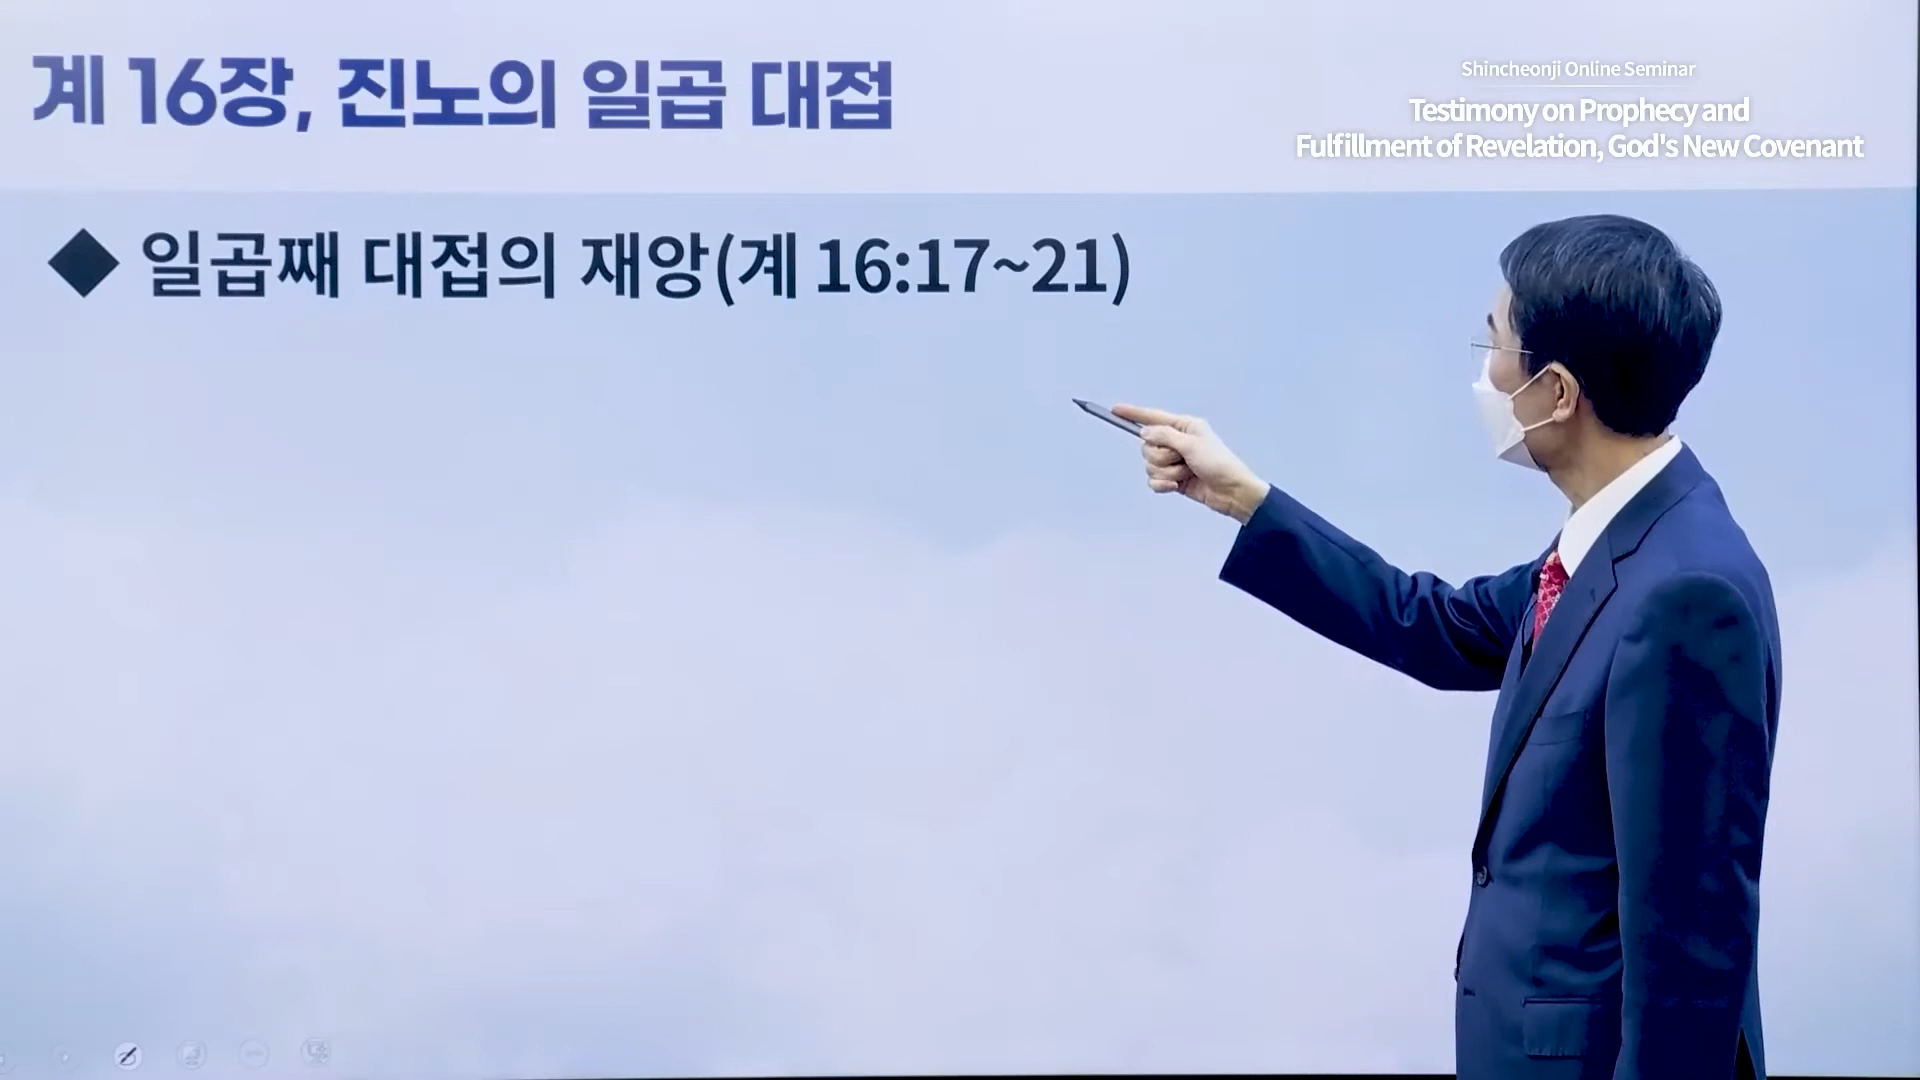 계 16장, 진노의 일곱 대접
Shincheonji Online Seminar
Testimony on Prophecy and
Fulfillment of Revelation, God's New Covenant
◆ 일곱째 대접의 재앙(계 16:17~21)